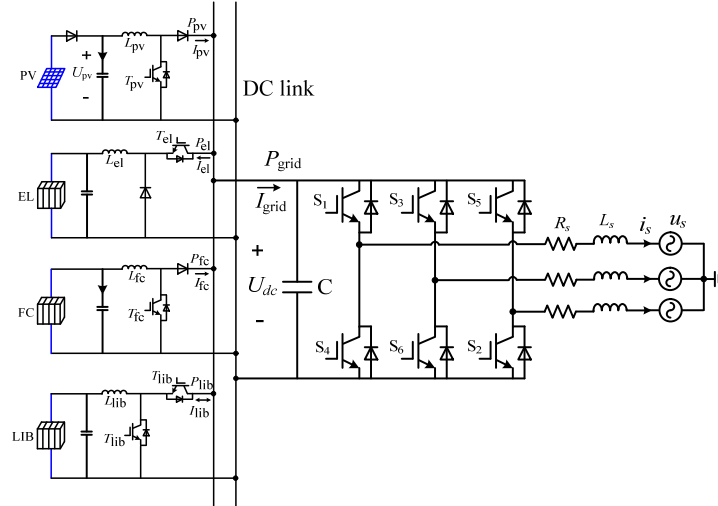 PV
+
U_pv
-
L_pv
T_pv
P_pv
I_pv
DC link
EL
L_el
T_el
P_el
I_el
FC
L_fc
T_fc
P_fc
I_fc
LIB
L_lib
T_lib
T_lib
P_lib
I_lib
P_grid
I_grid
+
U_dc
-
C
S_1
S_3
S_5
S_4
S_6
S_2
R_s
L_s
i_s
u_s